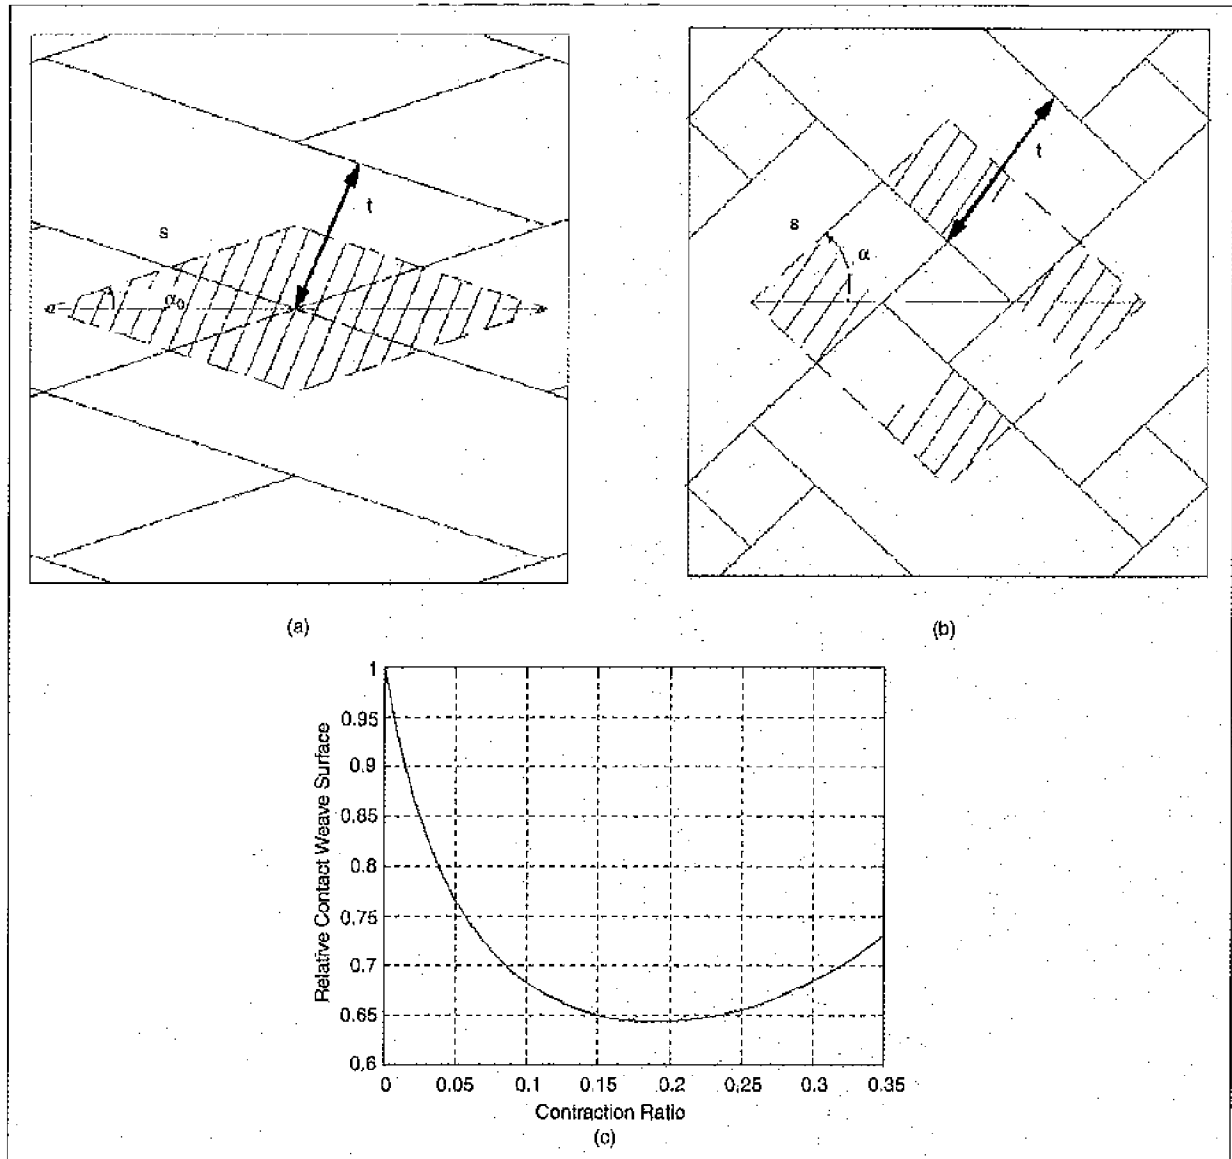 t
s
α₀
(a)
t
s
α
(b)
Relative Contact Weave Surface
1
0.95
0.9
0.85
0.8
0.75
0.7
0.65
0.6
0 0.05 0.1 0.15 0.2 0.25 0.3 0.35
Contraction Ratio
(c)